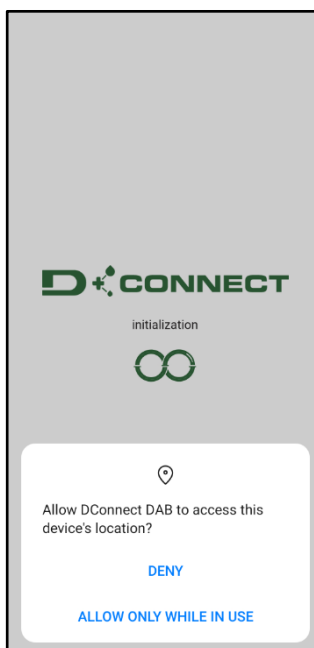 D CONNECT
initialization
Allow DConnect DAB to access this
device's location?
DENY
ALLOW ONLY WHILE IN USE